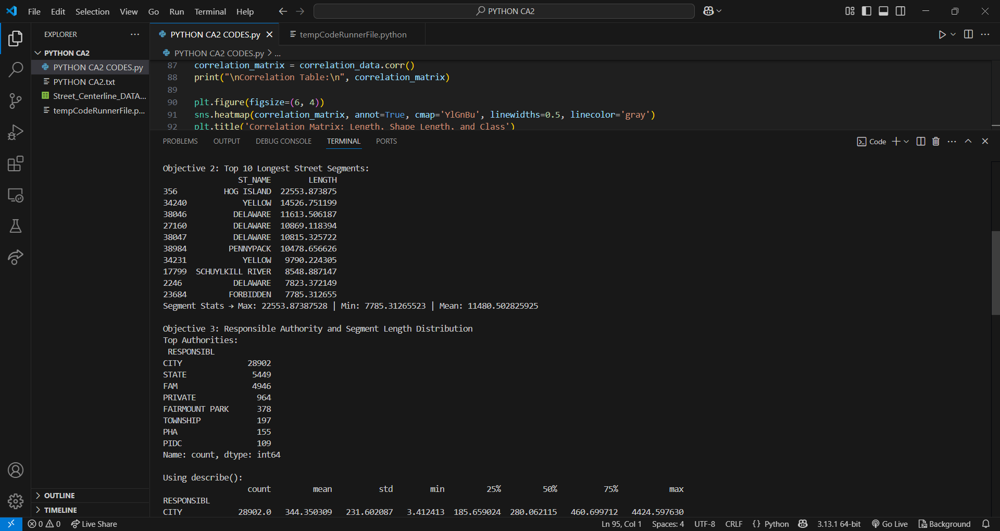 File Edit Selection View Go Run Terminal Help
PYTHON CA2
EXPLORER
PYTHON CA2
PYTHON CA2 CODES.py
PYTHON CA2.txt
Street_Centerline_DATA...
tempCodeRunnerFile.p...
OUTLINE
TIMELINE
PYTHON CA2 CODES.py
tempCodeRunnerFile.python
PYTHON CA2 CODES.py > ...
87 correlation_matrix = correlation_data.corr()
88 print("\nCorrelation Table:\n", correlation_matrix)
89
90 plt.figure(figsize=(6, 4))
91 sns.heatmap(correlation_matrix, annot=True, cmap='YlGnBu', linewidths=0.5, linecolor='gray')
92 plt.title('Correlation Matrix: Length, Shape Length, and Class')
PROBLEMS OUTPUT DEBUG CONSOLE TERMINAL PORTS
Code
Objective 2: Top 10 Longest Street Segments:
ST_NAME LENGTH
356 HOG ISLAND 22553.873875
34240 YELLOW 14526.751199
38046 DELAWARE 11613.506187
27160 DELAWARE 10869.118394
38047 DELAWARE 10815.325722
38984 PENNYPACK 10478.656626
34231 YELLOW 9790.224305
17799 SCHUYLKILL RIVER 8548.887147
2246 DELAWARE 7823.372149
23684 FORBIDDEN 7785.312655
Segment Stats → Max: 22553.87387528 | Min: 7785.31265523 | Mean: 11480.502825925
Objective 3: Responsible Authority and Segment Length Distribution
Top Authorities:
RESPONSIBL
CITY 28902
STATE 5449
FAM 4946
PRIVATE 964
FAIRMOUNT PARK 378
TOWNSHIP 197
PHA 155
PIDC 109
Name: count, dtype: int64
Using describe():
count mean std min 25% 50% 75% max
RESPONSIBL
CITY 28902.0 344.350309 231.602087 3.412413 185.659024 280.062115 460.699712 4424.597630
0 0 Live Share
Ln 95, Col 1 Spaces: 4 UTF-8 CRLF {} Python 3.13.1 64-bit Go Live Background